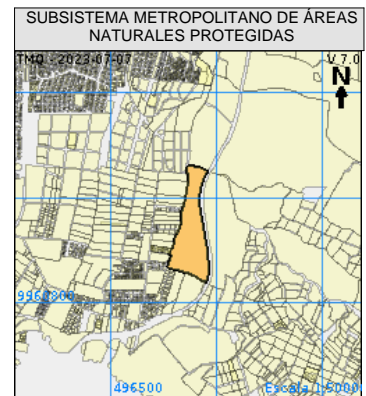 SUBSISTEMA METROPOLITANO DE ÁREAS
NATURALES PROTEGIDAS
TMQ - 2023-07-07
V 7.0
N
9960800
496500
Escala 1:5000